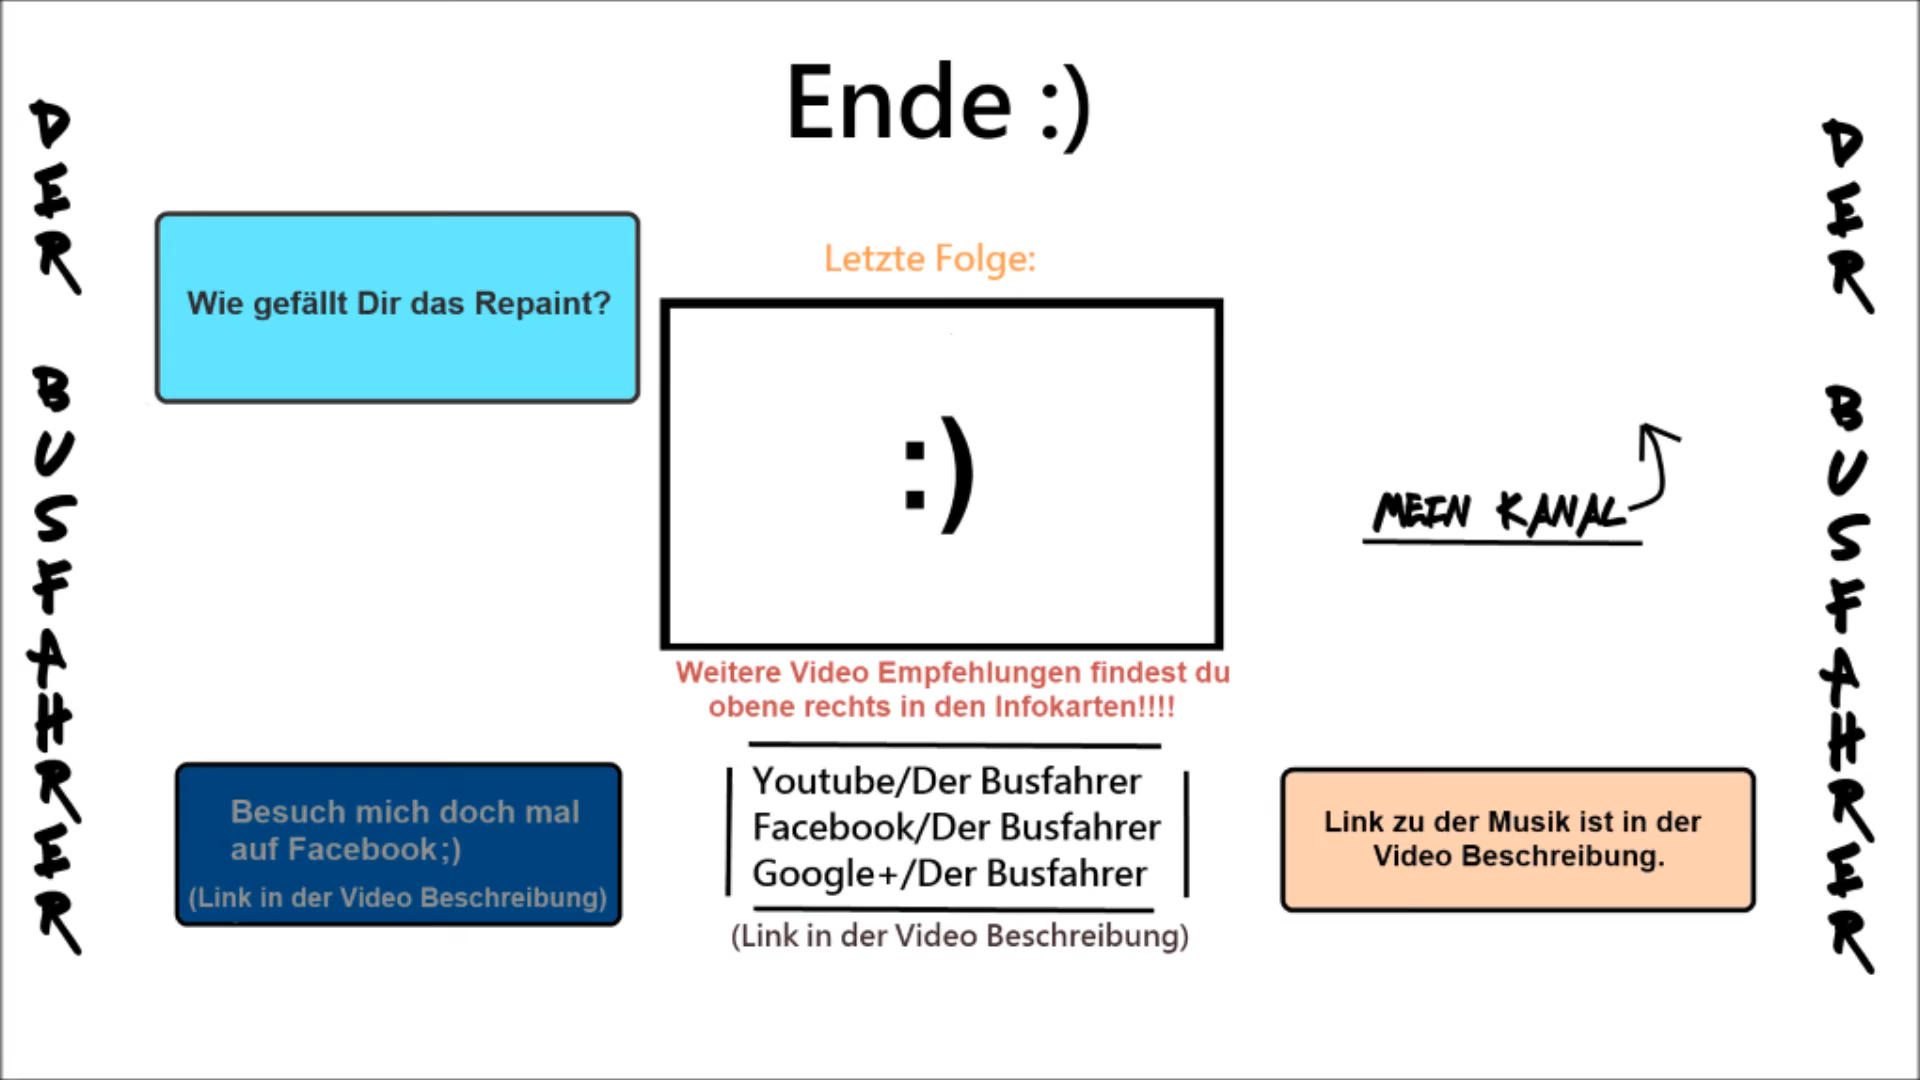 Ende :)
DER BUSFAHRER
Wie gefällt Dir das Repaint?
Letzte Folge:
:)
MEIN KANAL
Weitere Video Empfehlungen findest du
obene rechts in den Infokarten!!!!
Besuch mich doch mal
auf Facebook;)
(Link in der Video Beschreibung)
Youtube/Der Busfahrer
Facebook/Der Busfahrer
Google+/Der Busfahrer
(Link in der Video Beschreibung)
Link zu der Musik ist in der
Video Beschreibung.
DER BUSFAHRER